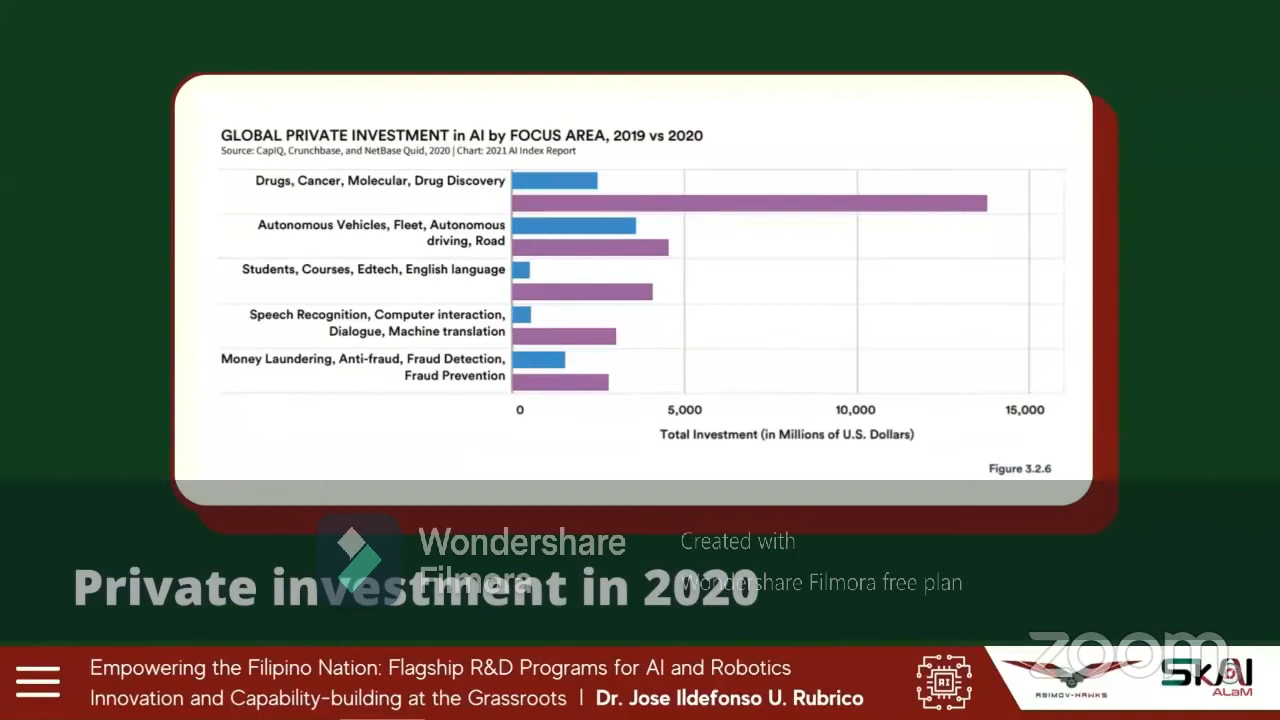 GLOBAL PRIVATE INVESTMENT in AI by FOCUS AREA, 2019 vs 2020
Source: CapIQ, Crunchbase, and NetBase Quid, 2020 | Chart: 2021 AI Index Report
Drugs, Cancer, Molecular, Drug Discovery
Autonomous Vehicles, Fleet, Autonomous
driving, Road
Students, Courses, Edtech, English language
Speech Recognition, Computer interaction,
Dialogue, Machine translation
Money Laundering, Anti-fraud, Fraud Detection,
Fraud Prevention
0 5,000 10,000 15,000
Total Investment (in Millions of U.S. Dollars)
Figure 3.2.6
Wondershare
Filmora
Created with
Wondershare Filmora free plan
Private investment in 2020
zoom
Empowering the Filipino Nation: Flagship R&D Programs for AI and Robotics
Innovation and Capability-building at the Grassroots | Dr. Jose Ildefonso U. Rubrico
AI
ASIMOV-HAWKS
SKAI
ALaM